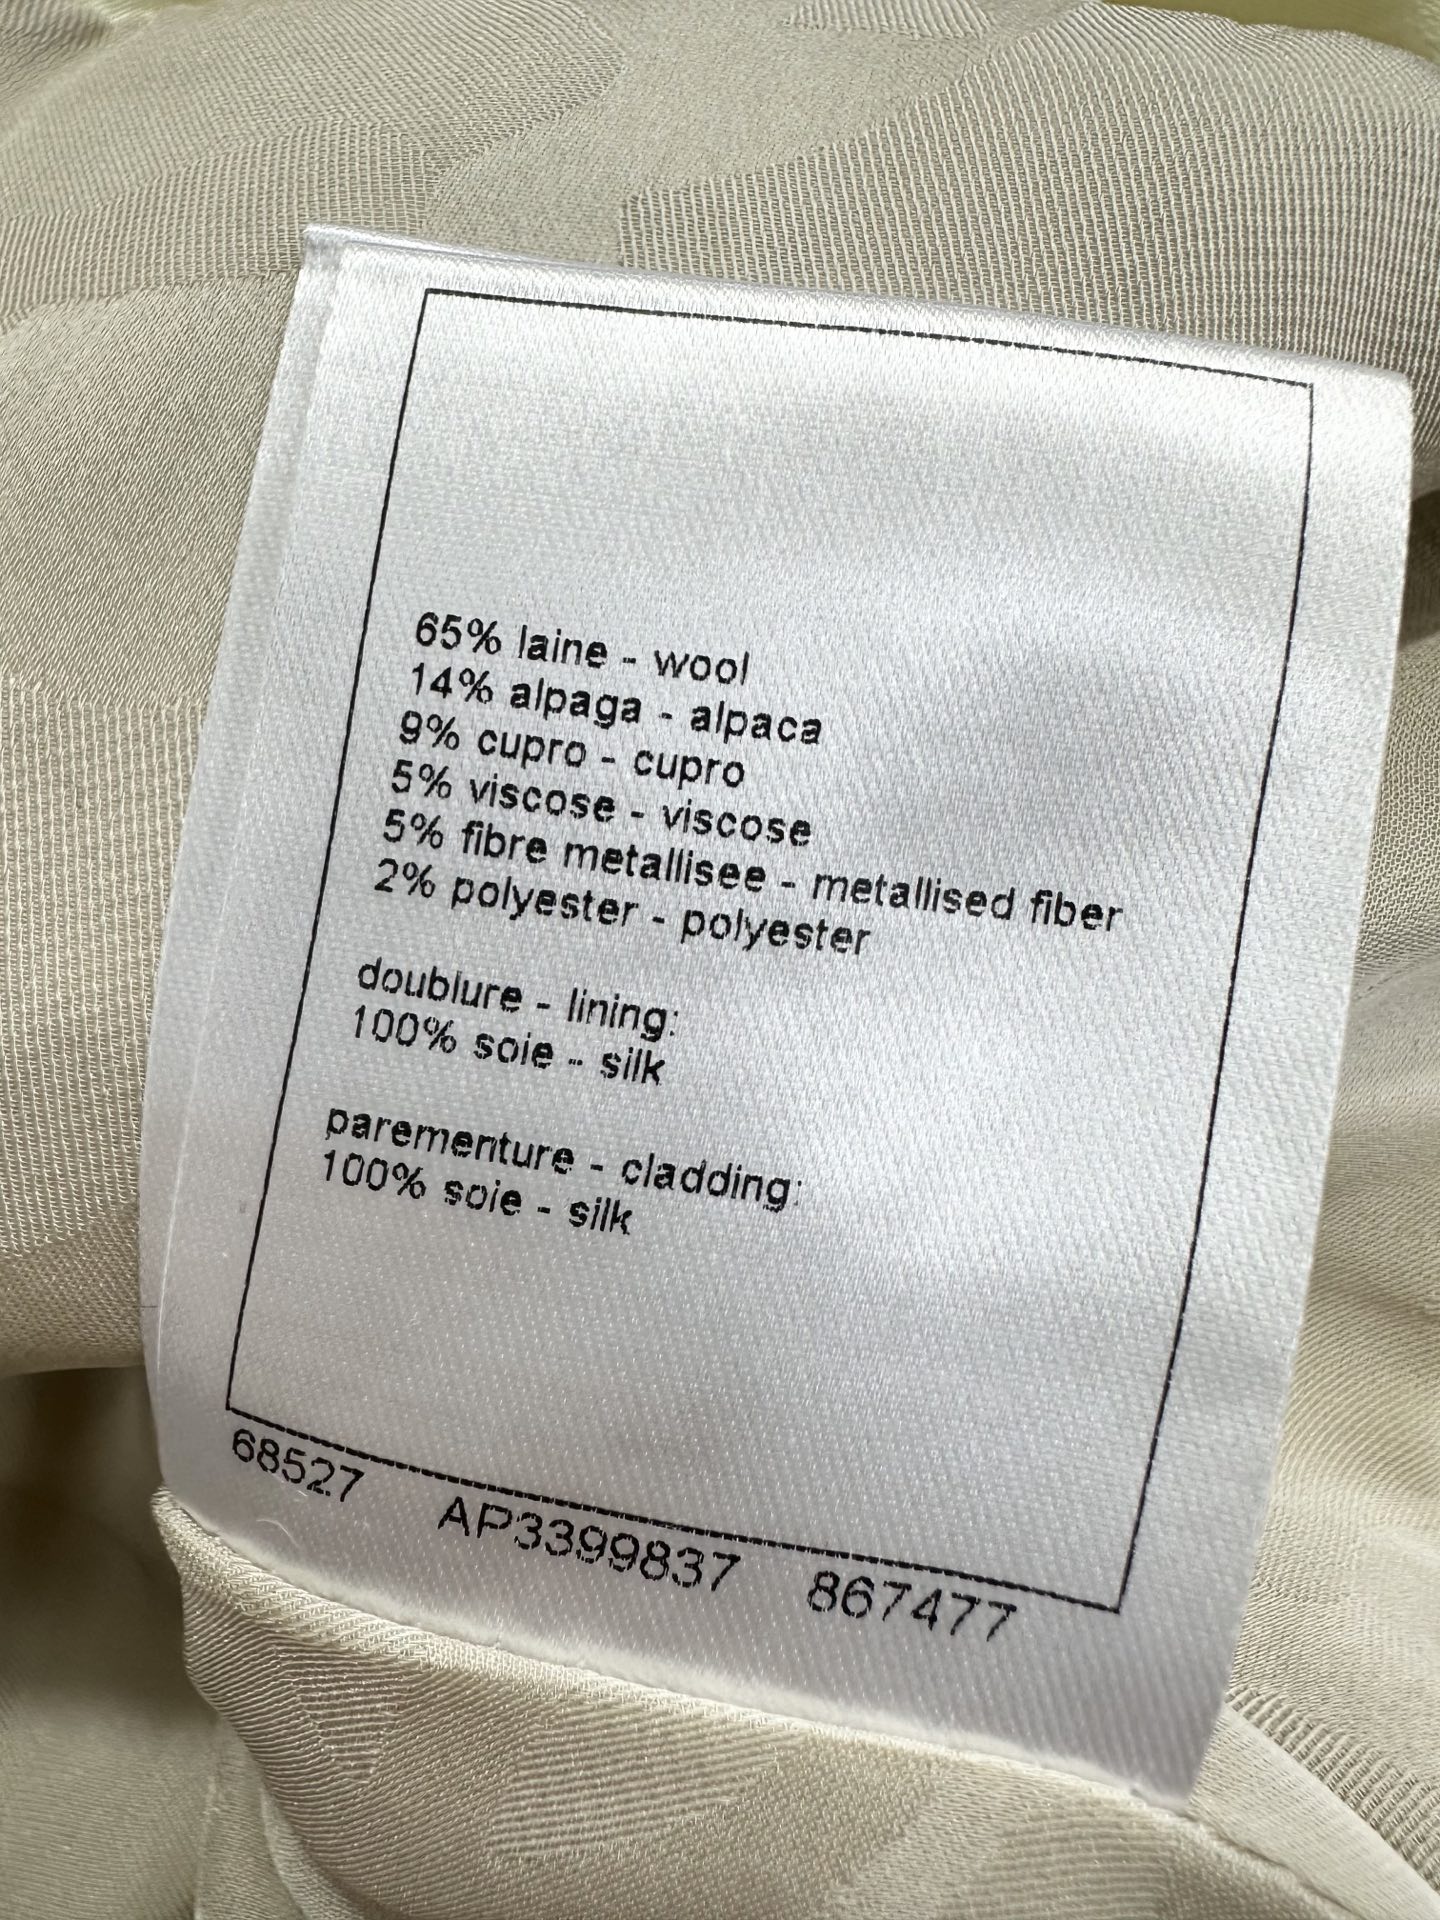 65% laine - wool
14% alpaga - alpaca
9% cupro - cupro
5% viscose - viscose
5% fibre metallisee - metallised fiber
2% polyester - polyester
doublure - lining:
100% soie - silk
parementure - cladding:
100% soie - silk
68527 AP3399837 867477